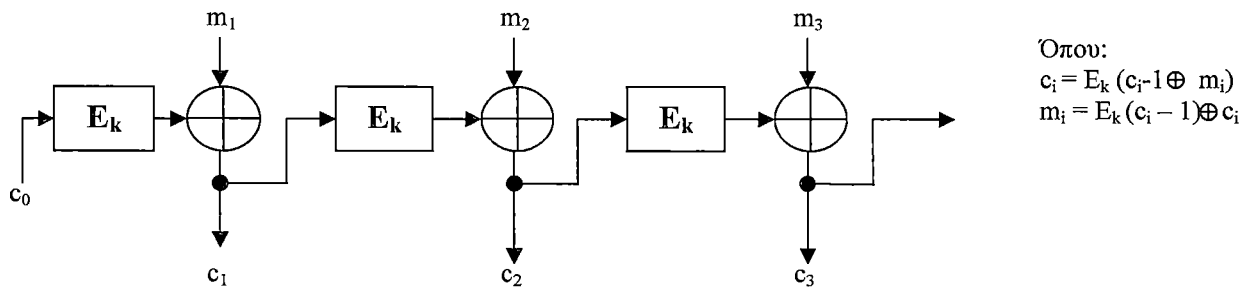 m₁ m₂ m₃
Όπου:
cᵢ = Eₖ (cᵢ-1⊕ mᵢ)
mᵢ = Eₖ (cᵢ – 1)⊕cᵢ
Eₖ Eₖ Eₖ
c₀
c₁ c₂ c₃